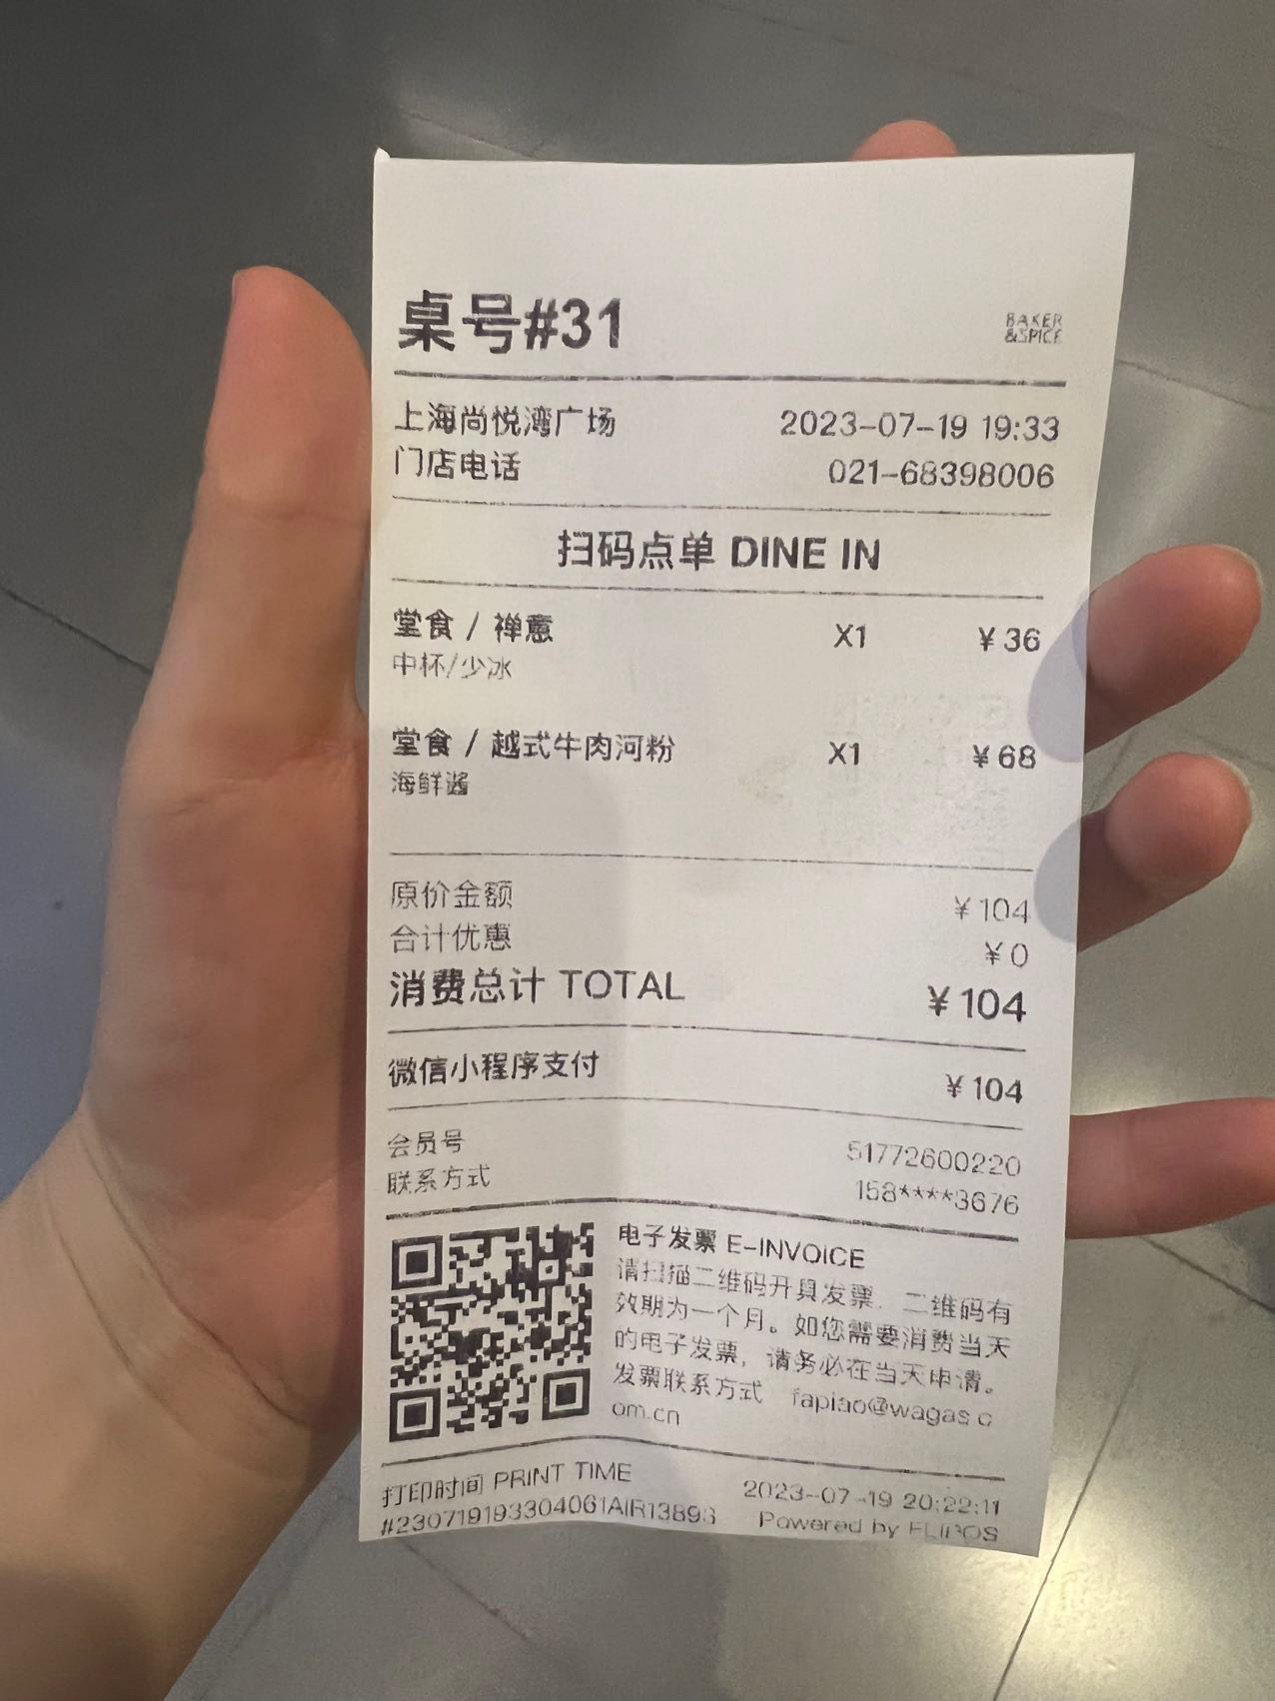 桌号#31
BAKER
&SPICE
上海尚悦湾广场 2023-07-19 19:33
门店电话 021-68398006
扫码点单 DINE IN
堂食 / 禅意 X1 ¥36
中杯/少冰
堂食 / 越式牛肉河粉 X1 ¥68
海鲜酱
原价金额 ¥104
合计优惠 ¥0
消费总计 TOTAL ¥104
微信小程序支付 ¥104
会员号 51772600220
联系方式 158****3676
电子发票 E-INVOICE
请扫描二维码开具发票，二维码有
效期为一个月。如您需要消费当天
的电子发票，请务必在当天申请。
发票联系方式 fapiao@wagas.c
om.cn
打印时间 PRINT TIME 2023-07-19 20:22:11
Powered by